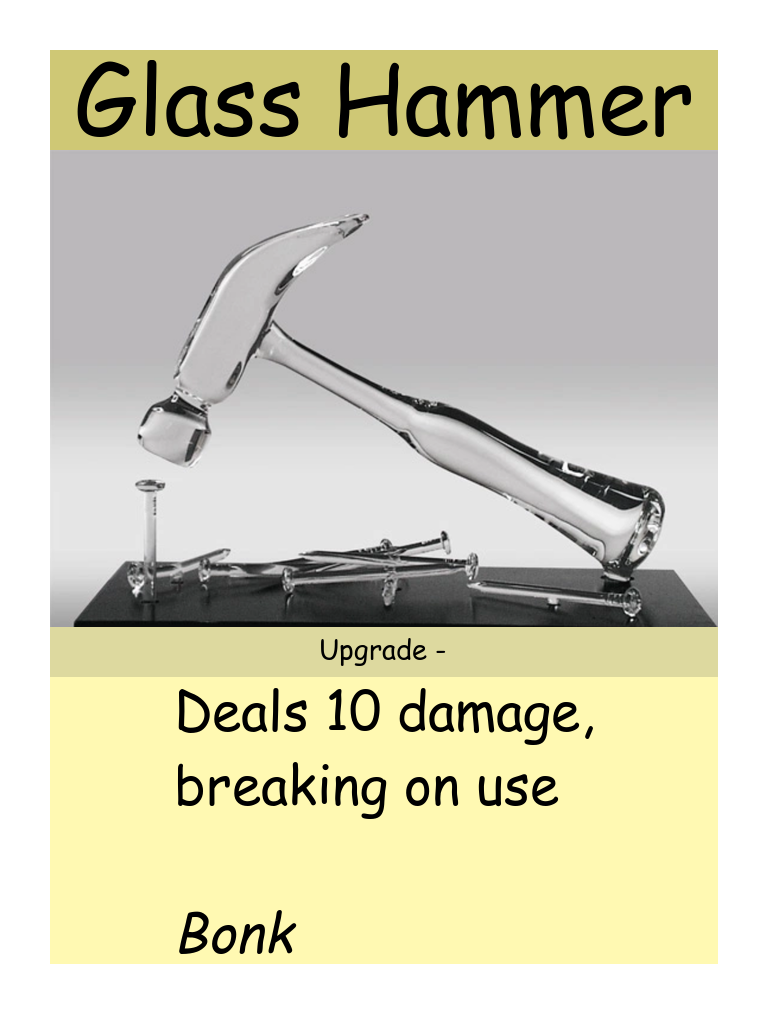 Glass Hammer
Upgrade -
Deals 10 damage,
breaking on use
Bonk